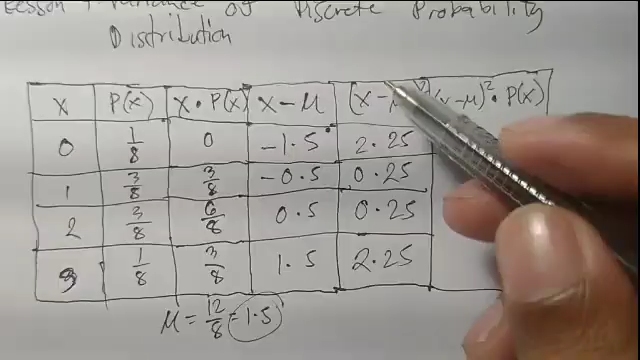 Variance of Discrete Probability
Distribution
X P(x) X • P(x) X - μ (X - μ)² (x - μ)² • P(x)
0 1/8 0 -1.5 2.25
1 3/8 3/8 -0.5 0.25
2 3/8 6/8 0.5 0.25
3 1/8 3/8 1.5 2.25
μ = 12/8 = 1.5